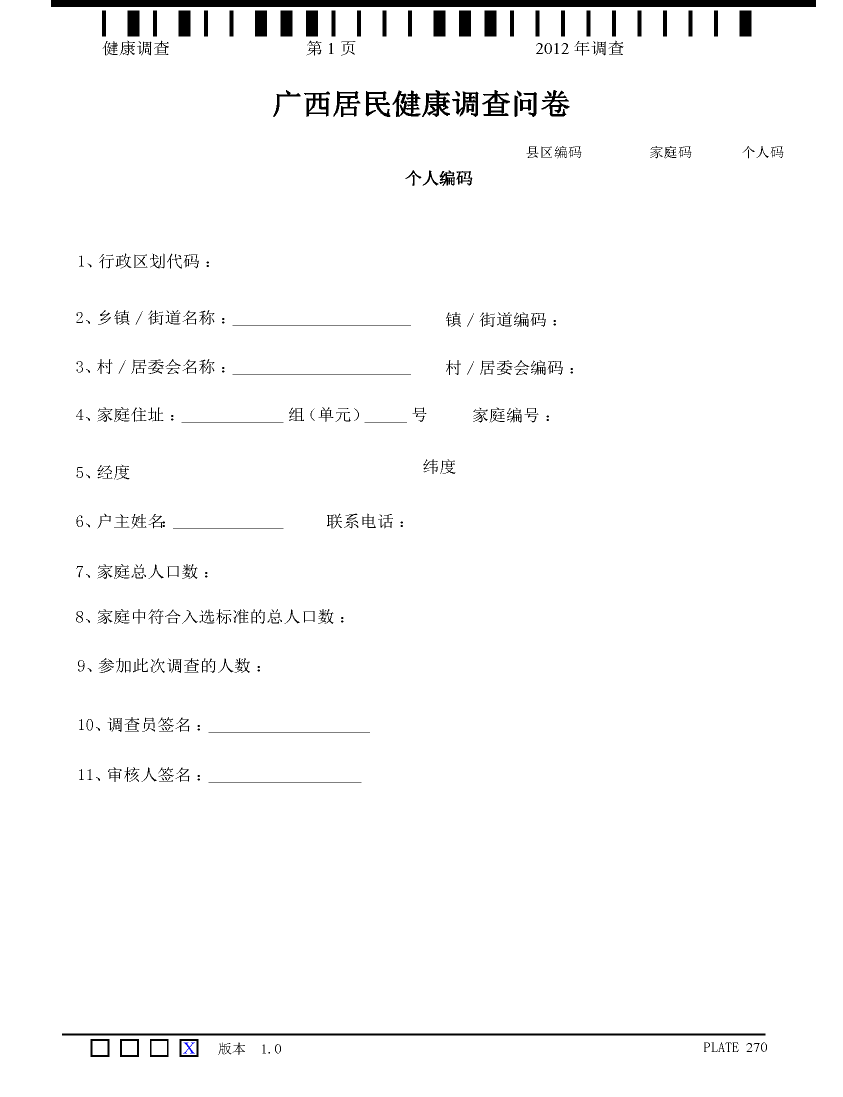 健康调查 第 1 页 2012 年调查
广西居民健康调查问卷
县区编码 家庭码 个人码
个人编码
1、行政区划代码：
2、乡镇 / 街道名称：_____________________ 镇 / 街道编码：
3、村 / 居委会名称：_____________________ 村 / 居委会编码：
4、家庭住址：____________ 组（单元）_____ 号 家庭编号：
5、经度 纬度
6、户主姓名：_____________ 联系电话：
7、家庭总人口数：
8、家庭中符合入选标准的总人口数：
9、参加此次调查的人数：
10、调查员签名：___________________
11、审核人签名：__________________
X 版本 1.0 PLATE 270